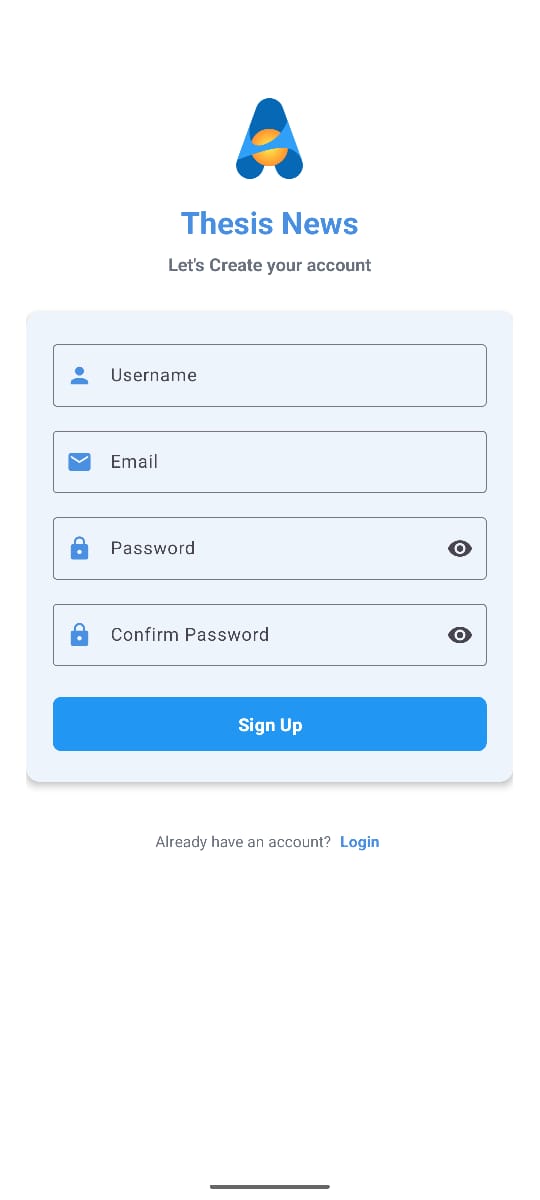 Thesis News
Let's Create your account
Username
Email
Password
Confirm Password
Sign Up
Already have an account? Login